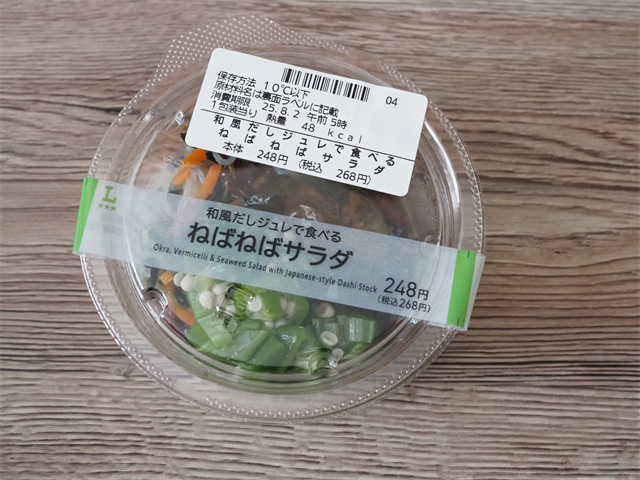 04
保存方法 10℃以下
原材料名は裏面ラベルに記載
消費期限 25.8.2 午前5時
1包装当り 熱量 48 kcal
和風だしジュレで食べる
ねばねばサラダ
本体 248円 (税込 268円)
L
和風だしジュレで食べる
ねばねばサラダ
Okra, Vermicelli & Seaweed Salad with Japanese-style Dashi Stock
248円
(税込268円)